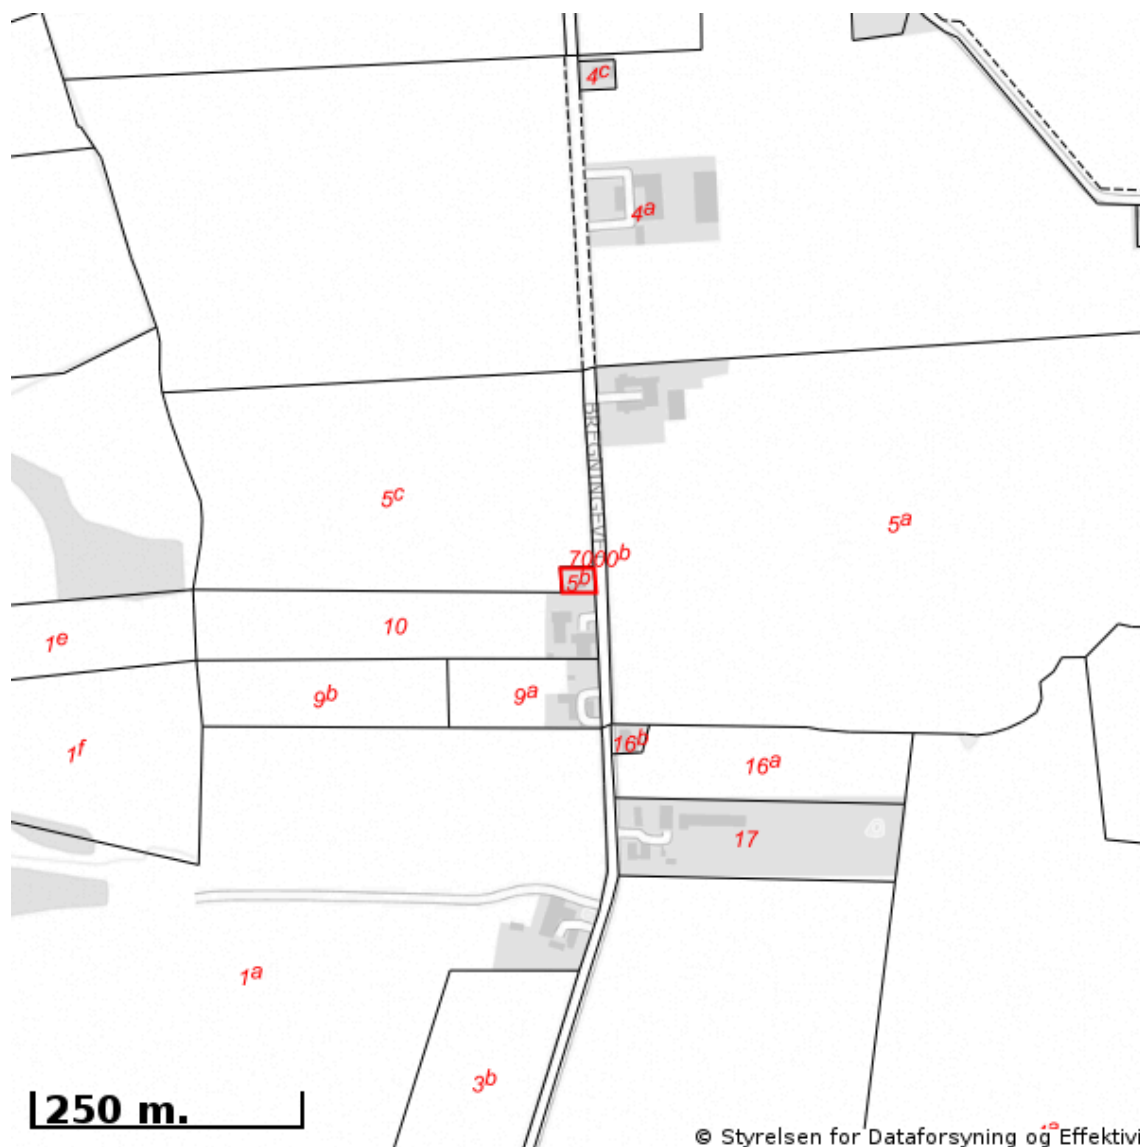 4c
4a
BREGNINGEVE
5c
5a
7000b
5b
10
1e
9b
9a
1f
16b
16a
17
1a
3b
250 m.
© Styrelsen for Dataforsyning og Effektivi